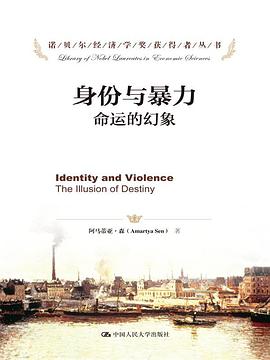 诺/贝/尔/经/济/学/奖/获/得/者/丛/书
Library of Nobel Laureates in Economic Sciences
身份与暴力
命运的幻象
Identity and Violence
The Illusion of Destiny
阿马蒂亚·森（Amartya Sen） 著
中国人民大学出版社